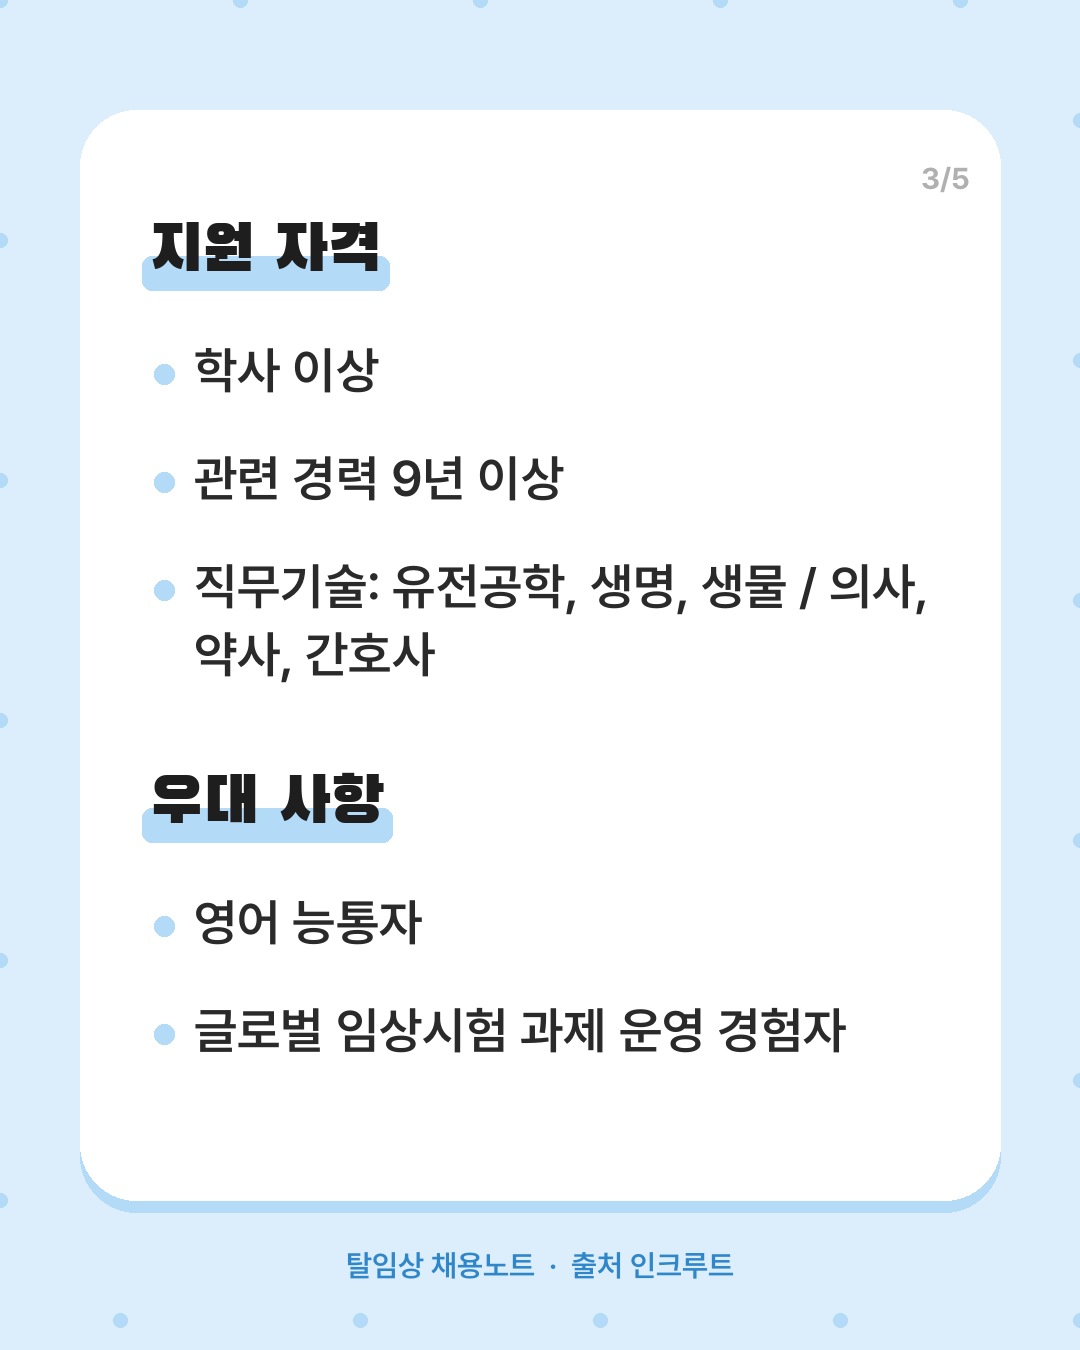 3/5
지원 자격
학사 이상
관련 경력 9년 이상
직무기술: 유전공학, 생명, 생물 / 의사,
약사, 간호사
우대 사항
영어 능통자
글로벌 임상시험 과제 운영 경험자
탈임상 채용노트 · 출처 인크루트